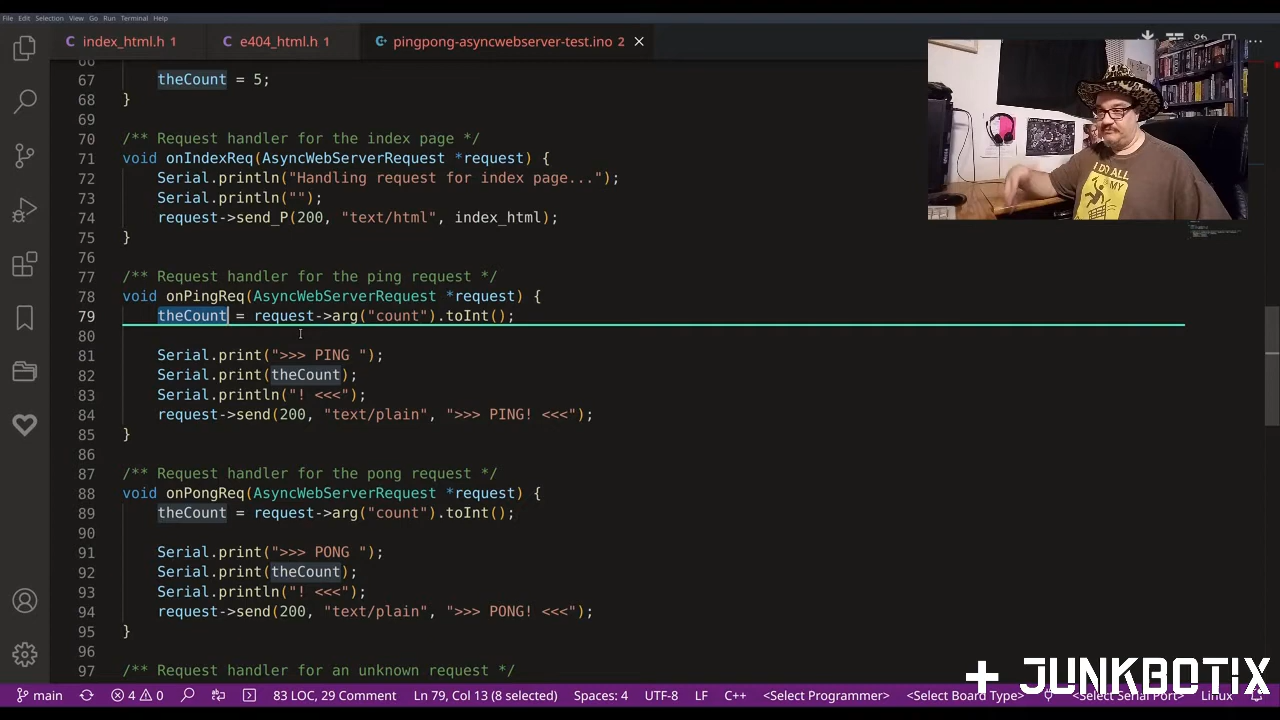 File Edit Selection View Go Run Terminal Help
index_html.h 1
e404_html.h 1
pingpong-asyncwebserver-test.ino 2
67 theCount = 5;
68 }
69
70 /** Request handler for the index page */
71 void onIndexReq(AsyncWebServerRequest *request) {
72 Serial.println("Handling request for index page...");
73 Serial.println("");
74 request->send_P(200, "text/html", index_html);
75 }
76
77 /** Request handler for the ping request */
78 void onPingReq(AsyncWebServerRequest *request) {
79 theCount = request->arg("count").toInt();
80
81 Serial.print(">>> PING ");
82 Serial.print(theCount);
83 Serial.println("! <<<");
84 request->send(200, "text/plain", ">>> PING! <<<");
85 }
86
87 /** Request handler for the pong request */
88 void onPongReq(AsyncWebServerRequest *request) {
89 theCount = request->arg("count").toInt();
90
91 Serial.print(">>> PONG ");
92 Serial.print(theCount);
93 Serial.println("! <<<");
94 request->send(200, "text/plain", ">>> PONG! <<<");
95 }
96
97 /** Request handler for an unknown request */
I DO ALL
MY
+ JUNKBOTIX
main 4 0 83 LOC, 29 Comment Ln 79, Col 13 (8 selected) Spaces: 4 UTF-8 LF C++ <Select Programmer> <Select Board Type> <Select Serial Port> Linux